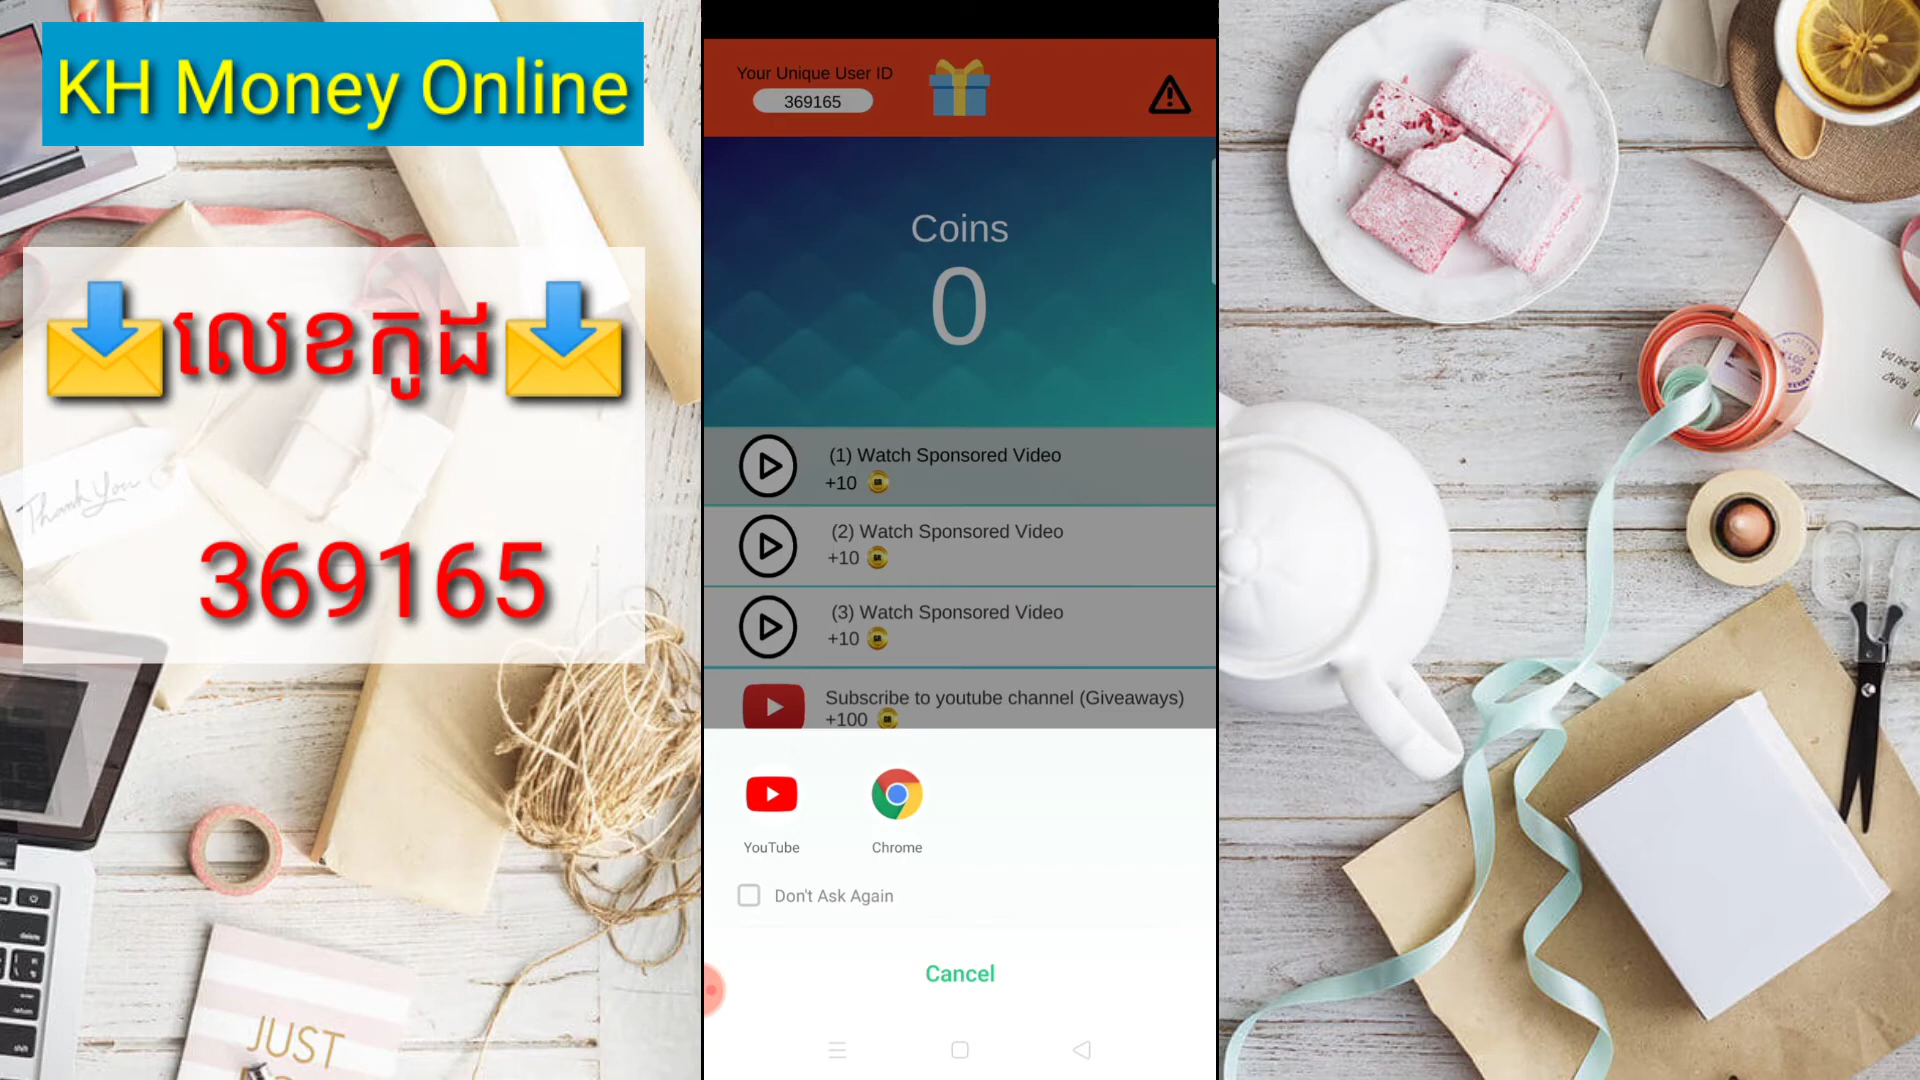 KH Money Online
លេខកូដ
369165
Thank You
JUST
Your Unique User ID
369165
Coins
0
(1) Watch Sponsored Video
+10
(2) Watch Sponsored Video
+10
(3) Watch Sponsored Video
+10
Subscribe to youtube channel (Giveaways)
+100
YouTube
Chrome
Don't Ask Again
Cancel